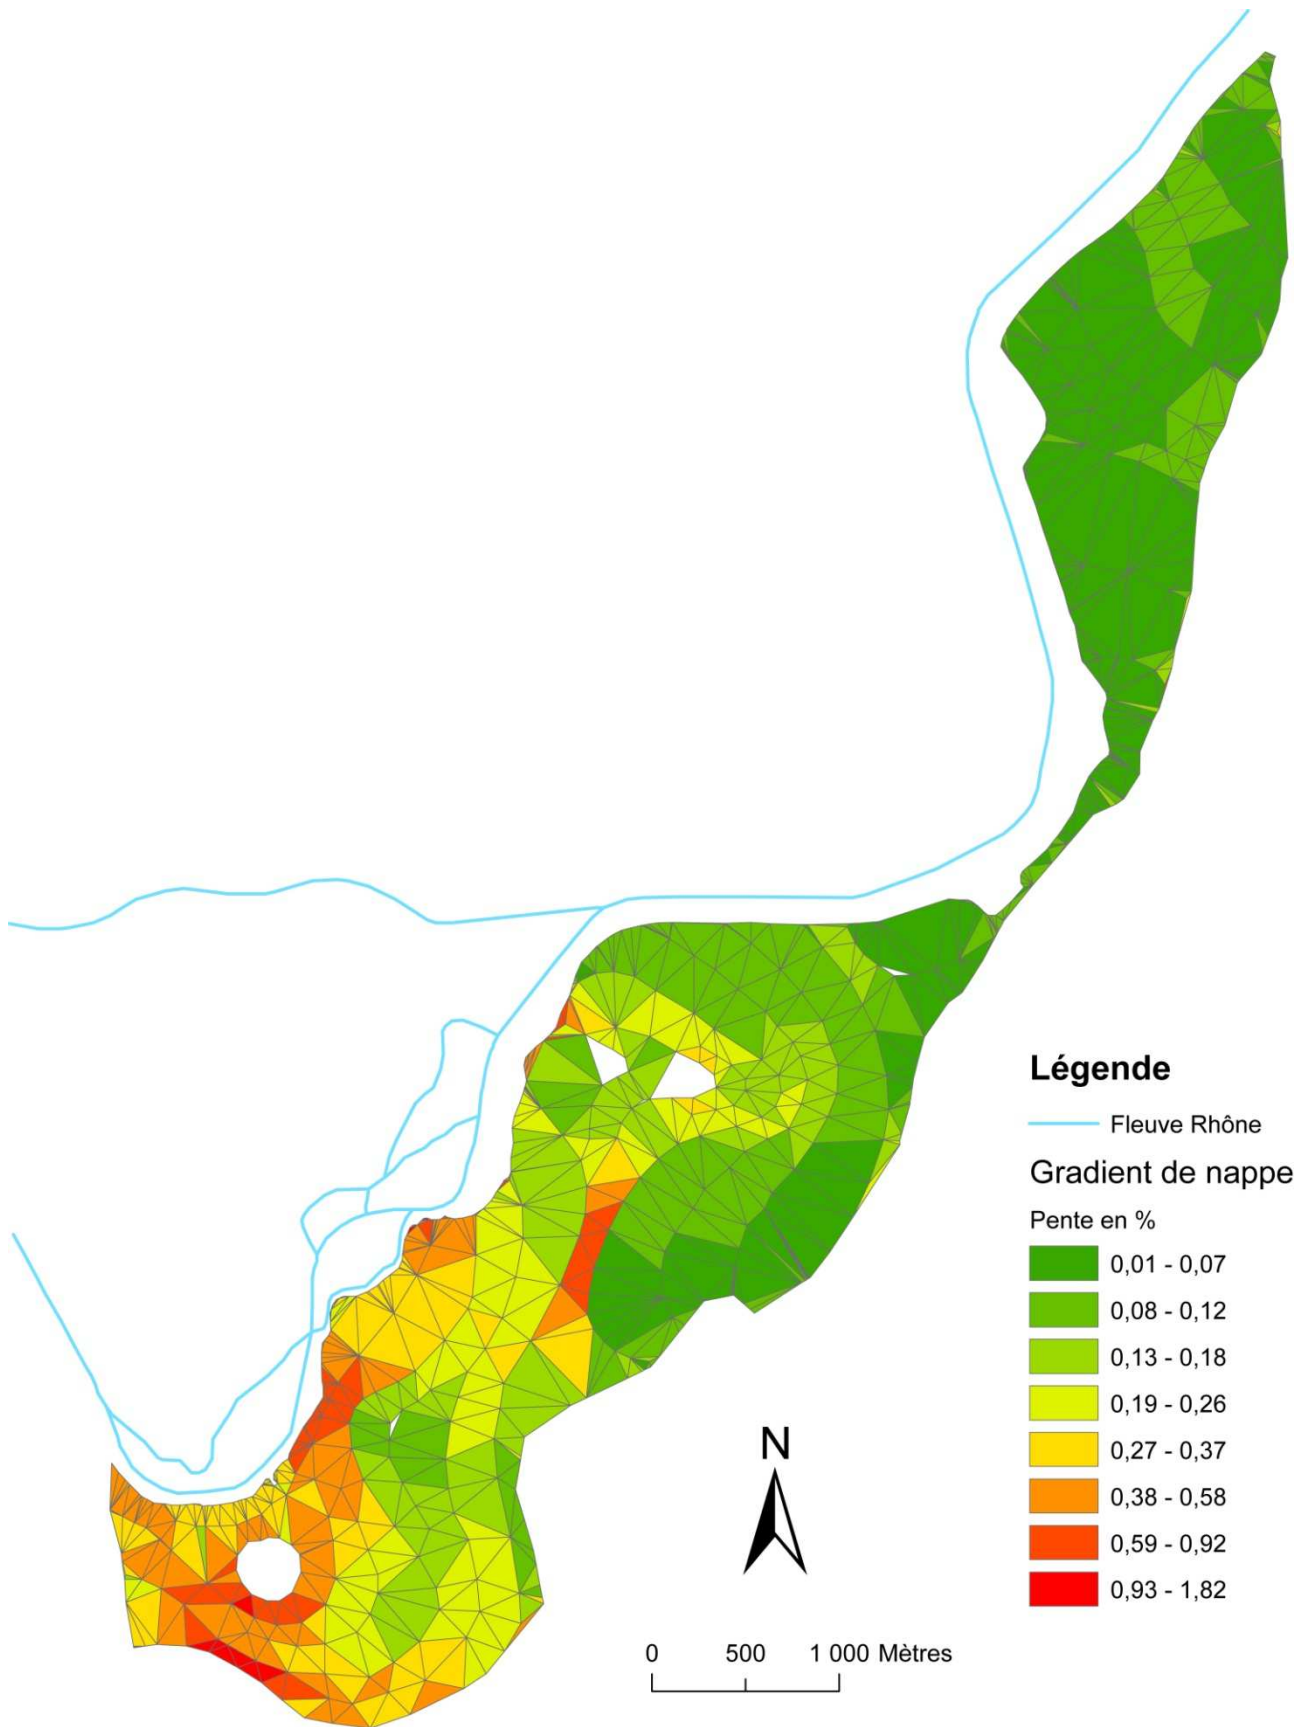 Légende
Fleuve Rhône
Gradient de nappe
Pente en %
0,01 - 0,07
0,08 - 0,12
0,13 - 0,18
0,19 - 0,26
0,27 - 0,37
0,38 - 0,58
0,59 - 0,92
0,93 - 1,82
N
0 500 1 000 Mètres